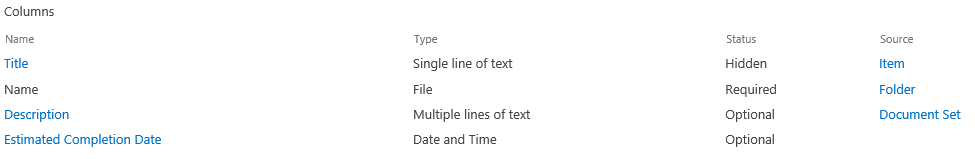 Columns
Name Type Status Source
Title Single line of text Hidden Item
Name File Required Folder
Description Multiple lines of text Optional Document Set
Estimated Completion Date Date and Time Optional